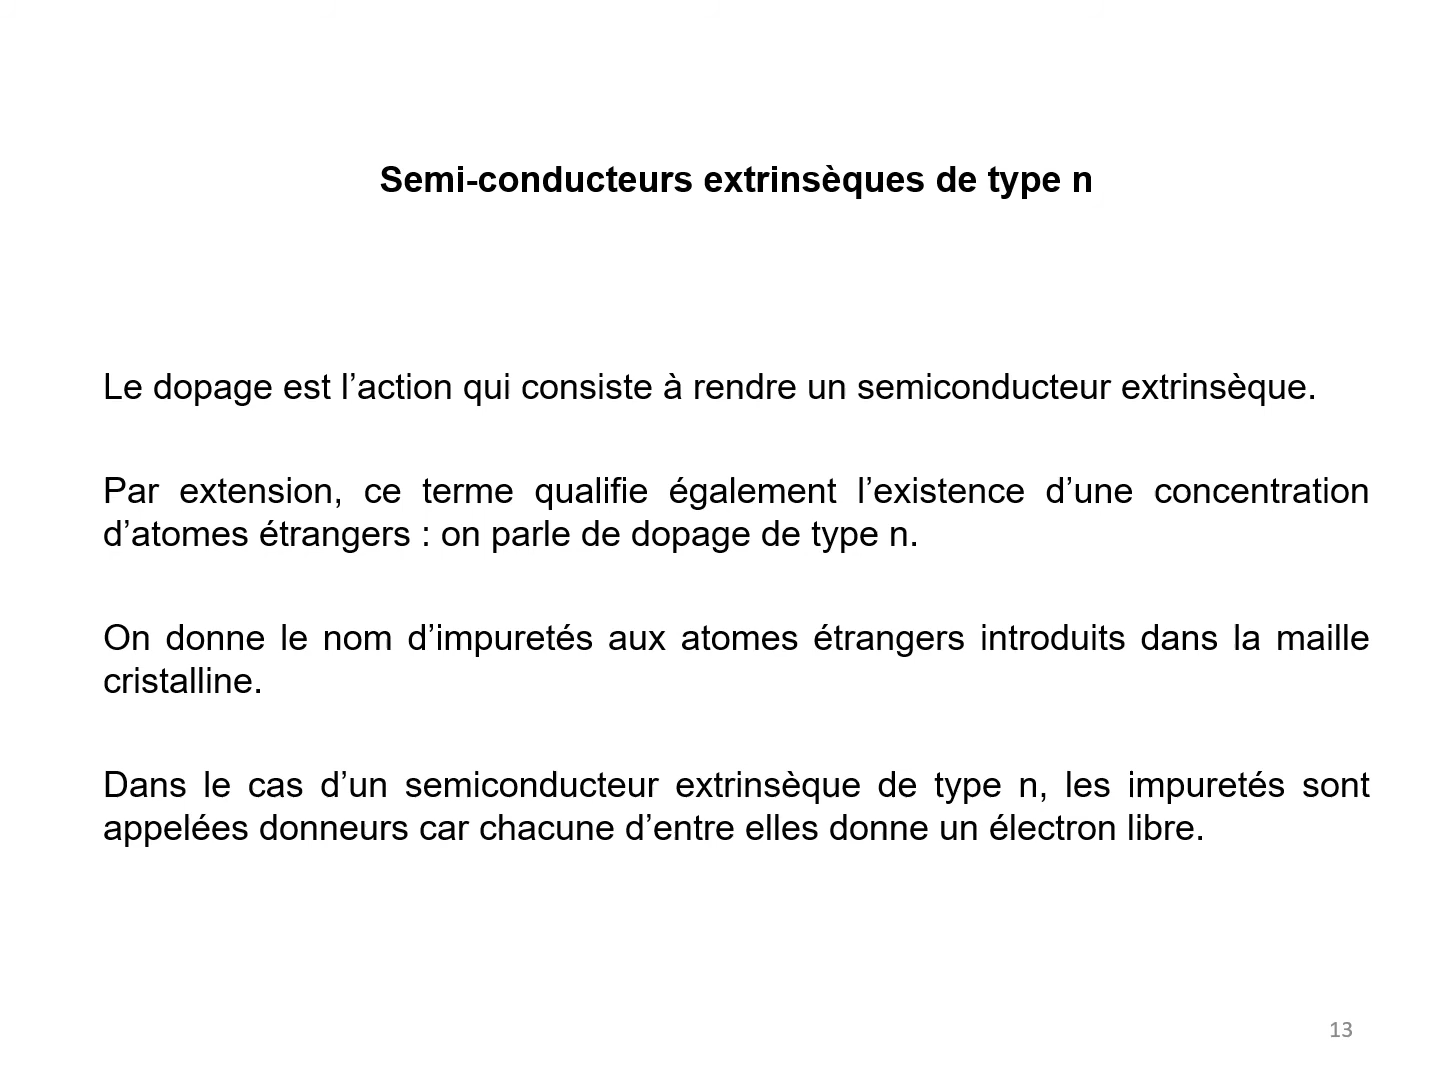 Semi-conducteurs extrinsèques de type n
Le dopage est l’action qui consiste à rendre un semiconducteur extrinsèque.
Par extension, ce terme qualifie également l’existence d’une concentration
d’atomes étrangers : on parle de dopage de type n.
On donne le nom d’impuretés aux atomes étrangers introduits dans la maille
cristalline.
Dans le cas d’un semiconducteur extrinsèque de type n, les impuretés sont
appelées donneurs car chacune d’entre elles donne un électron libre.
13